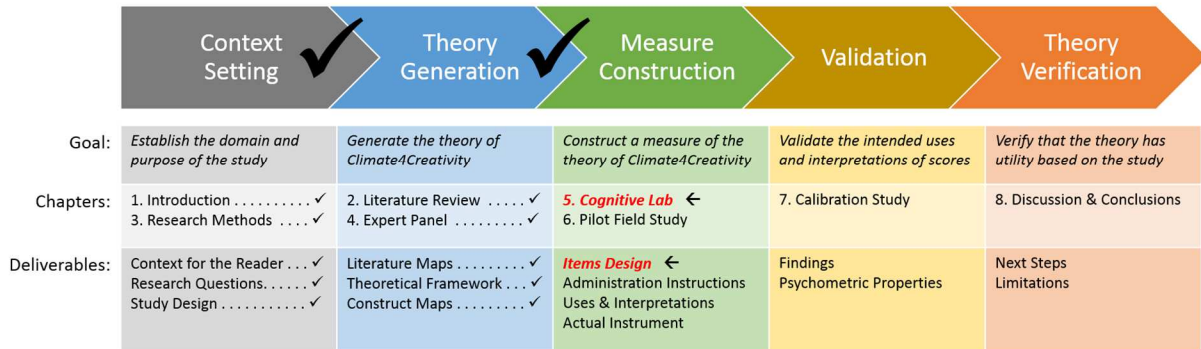 Context
Setting
Theory
Generation
Measure
Construction
Validation
Theory
Verification
Goal:
Establish the domain and
purpose of the study
Generate the theory of
Climate4Creativity
Construct a measure of the
theory of Climate4Creativity
Validate the intended uses
and interpretations of scores
Verify that the theory has
utility based on the study
Chapters:
1. Introduction . . . . . . . . . . ✓
3. Research Methods . . . . ✓
2. Literature Review . . . . . ✓
4. Expert Panel . . . . . . . . . ✓
5. Cognitive Lab ←
6. Pilot Field Study
7. Calibration Study
8. Discussion & Conclusions
Deliverables:
Context for the Reader . . . ✓
Research Questions. . . . . . ✓
Study Design . . . . . . . . . . . ✓
Literature Maps . . . . . . . . . ✓
Theoretical Framework . . . ✓
Construct Maps . . . . . . . . . ✓
Items Design ←
Administration Instructions
Uses & Interpretations
Actual Instrument
Findings
Psychometric Properties
Next Steps
Limitations